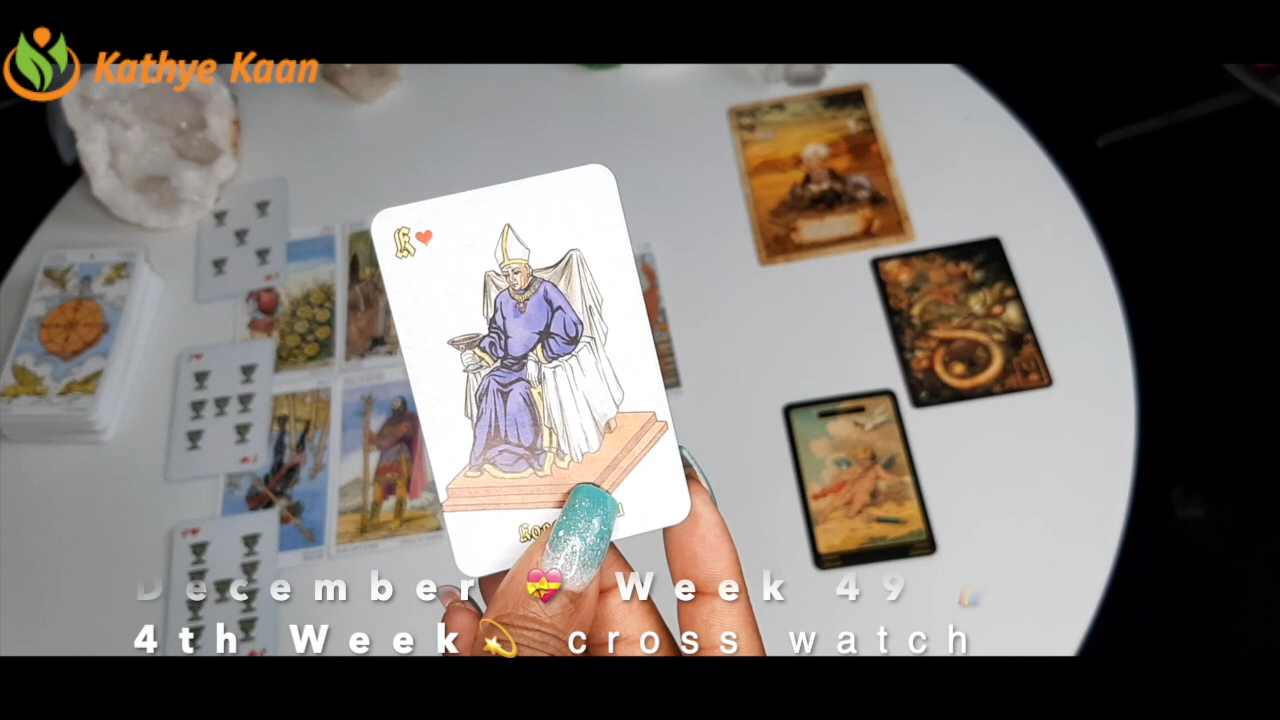 Kathye Kaan
K
December 💝 Week 49
4th Week 💫 cross watch